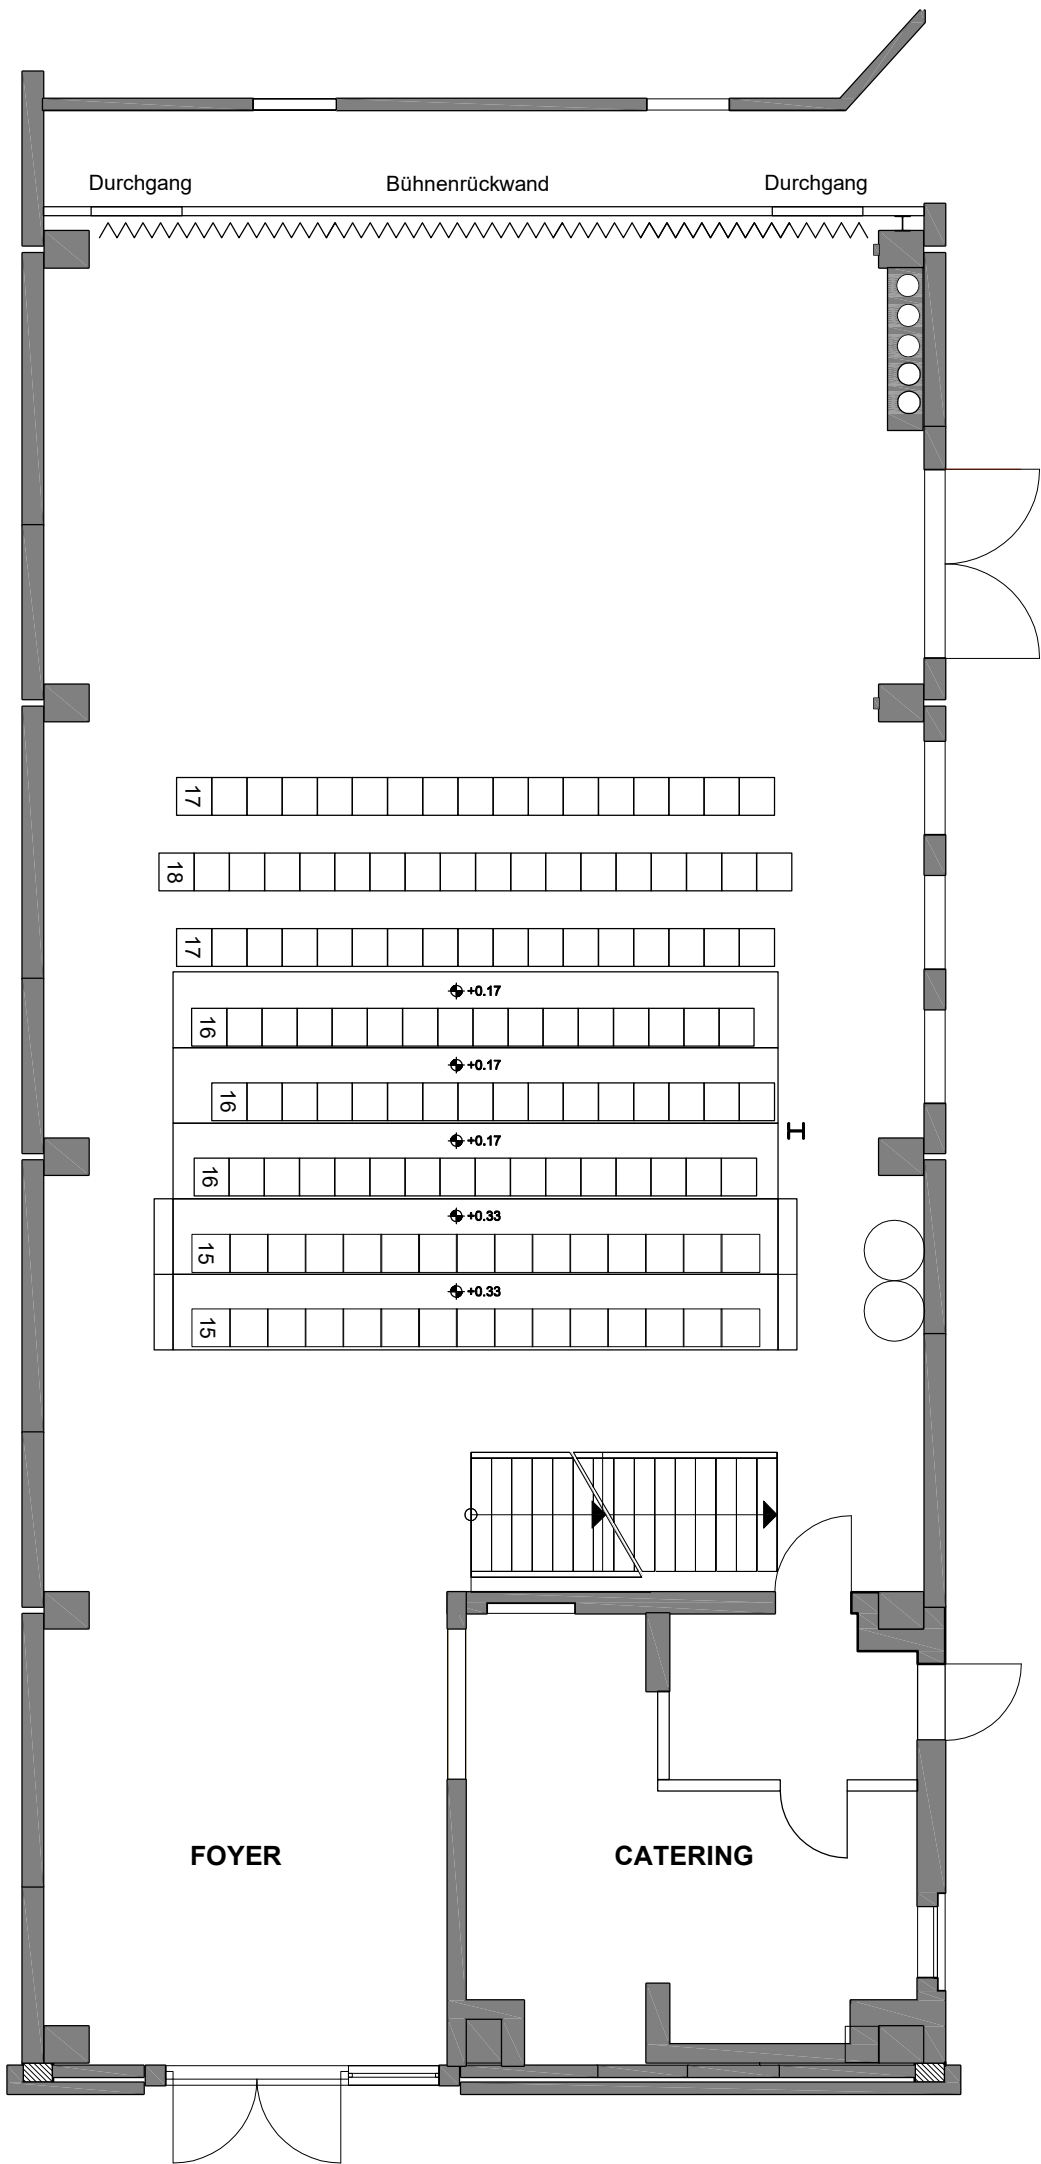 Durchgang
Bühnenrückwand
Durchgang
17
18
17
+0.17
16
+0.17
16
+0.17
16
+0.33
15
+0.33
15
FOYER
CATERING